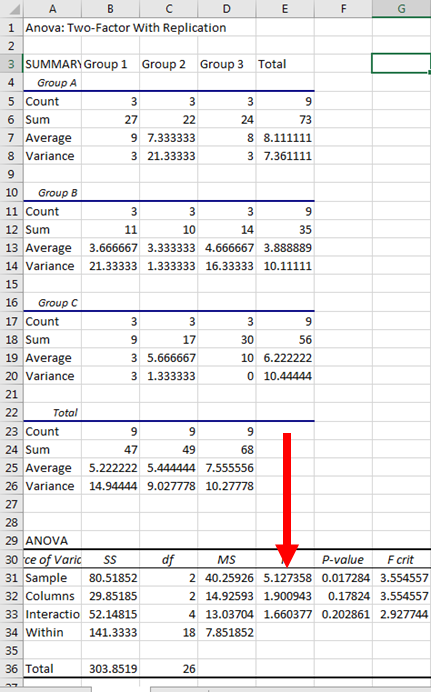 A B C D E F G
1 Anova: Two-Factor With Replication
2
3 SUMMARY Group 1 Group 2 Group 3 Total
4 Group A
5 Count 3 3 3 9
6 Sum 27 22 24 73
7 Average 9 7.333333 8 8.111111
8 Variance 3 21.33333 3 7.361111
9
10 Group B
11 Count 3 3 3 9
12 Sum 11 10 14 35
13 Average 3.666667 3.333333 4.666667 3.888889
14 Variance 21.33333 1.333333 16.33333 10.11111
15
16 Group C
17 Count 3 3 3 9
18 Sum 9 17 30 56
19 Average 3 5.666667 10 6.222222
20 Variance 3 1.333333 0 10.44444
21
22 Total
23 Count 9 9 9
24 Sum 47 49 68
25 Average 5.222222 5.444444 7.555556
26 Variance 14.94444 9.027778 10.27778
27
28
29 ANOVA
30 ce of Varia SS df MS P-value F crit
31 Sample 80.51852 2 40.25926 5.127358 0.017284 3.554557
32 Columns 29.85185 2 14.92593 1.900943 0.17824 3.554557
33 Interactio 52.14815 4 13.03704 1.660377 0.202861 2.927744
34 Within 141.3333 18 7.851852
35
36 Total 303.8519 26